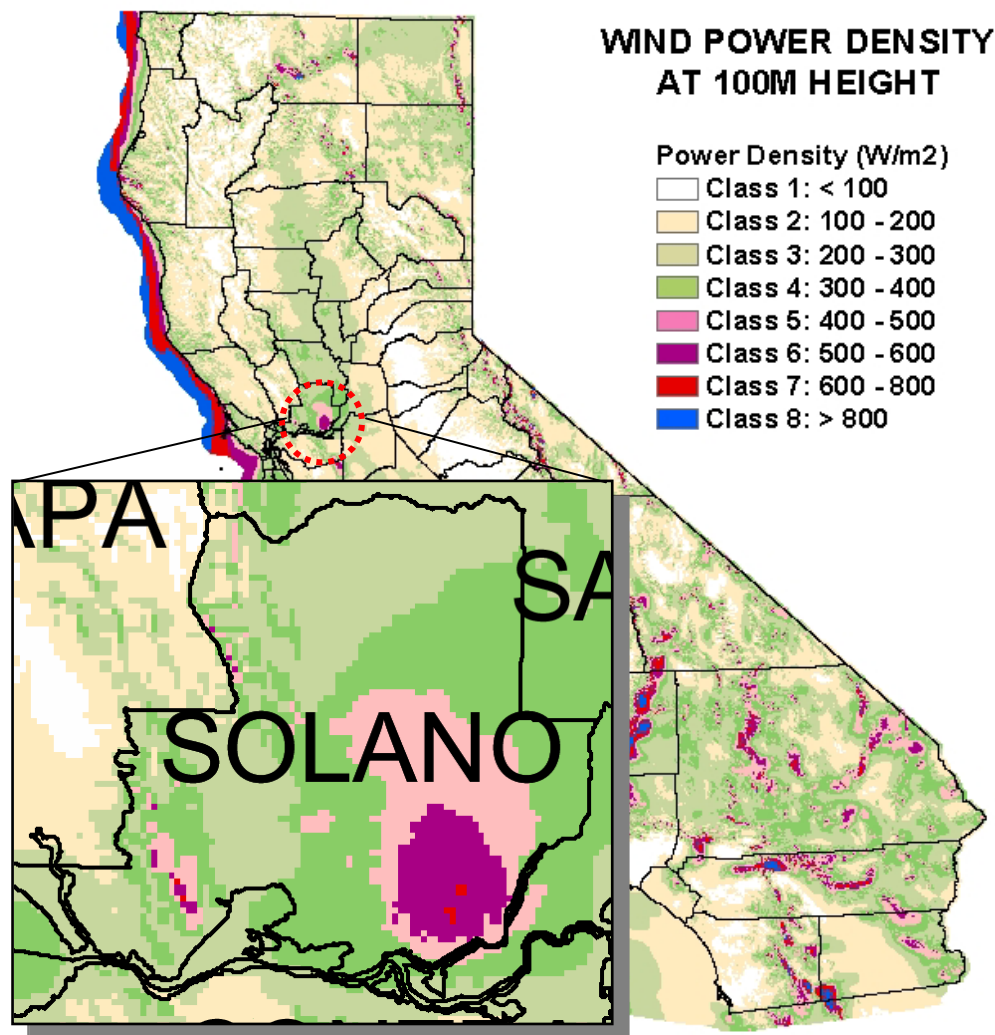 WIND POWER DENSITY
AT 100M HEIGHT
Power Density (W/m2)
Class 1: < 100
Class 2: 100 - 200
Class 3: 200 - 300
Class 4: 300 - 400
Class 5: 400 - 500
Class 6: 500 - 600
Class 7: 600 - 800
Class 8: > 800
APA
SA
SOLANO